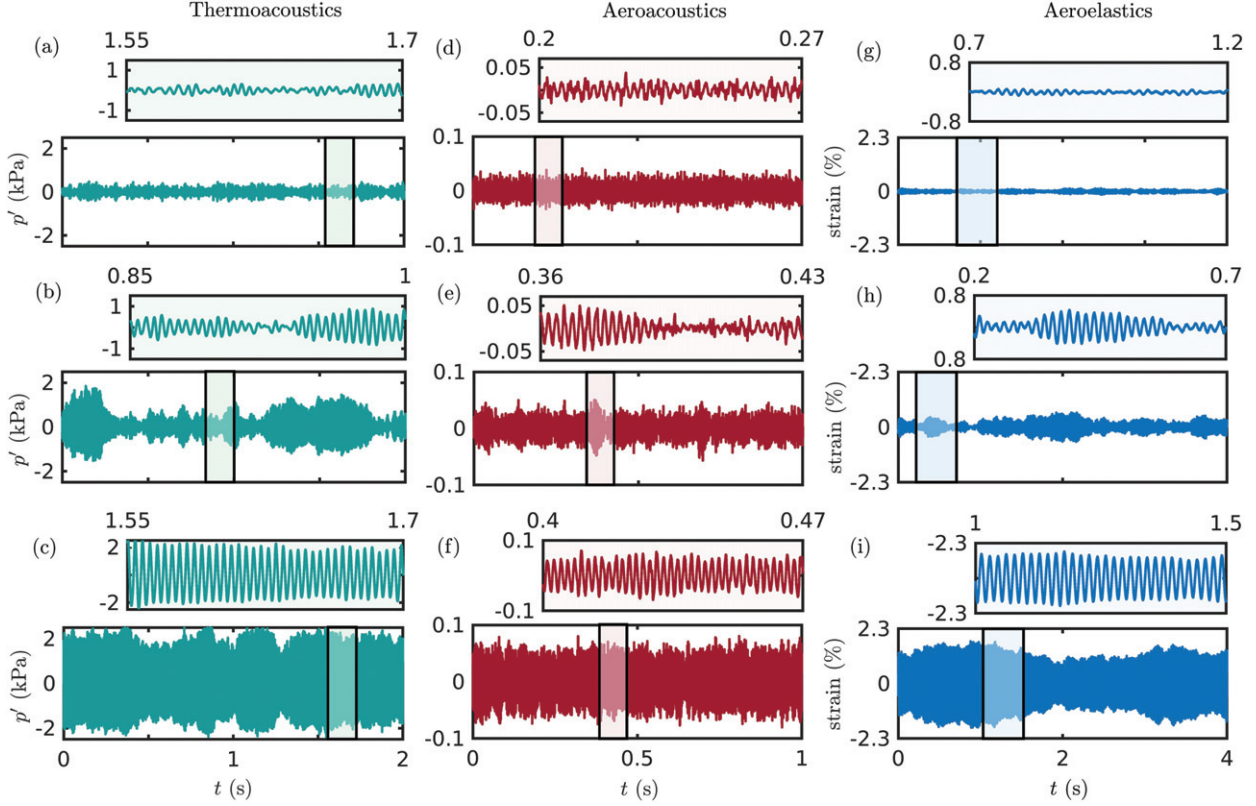 Thermoacoustics Aeroacoustics Aeroelastics
1.55 1.7 0.2 0.27 0.7 1.2
(a) (d) (g)
1 0.05 0.8
-1 -0.05 -0.8
2 0.1 2.3
p′ (kPa) 0 0 strain (%) 0
-2 -0.1 -2.3
0.85 1 0.36 0.43 0.2 0.7
(b) (e) (h)
1 0.05 0.8
-1 -0.05 0.8
2 0.1 -2.3
p′ (kPa) 0 0 strain (%) 0
-2 -0.1 -2.3
1.55 1.7 0.4 0.47 1 1.5
(c) (f) (i)
2 0.1 -2.3
-2 -0.1 -2.3
2 0.1 2.3
p′ (kPa) 0 0 strain (%) 0
-2 -0.1 -2.3
0 1 2 0 0.5 1 0 2 4
t (s) t (s) t (s)